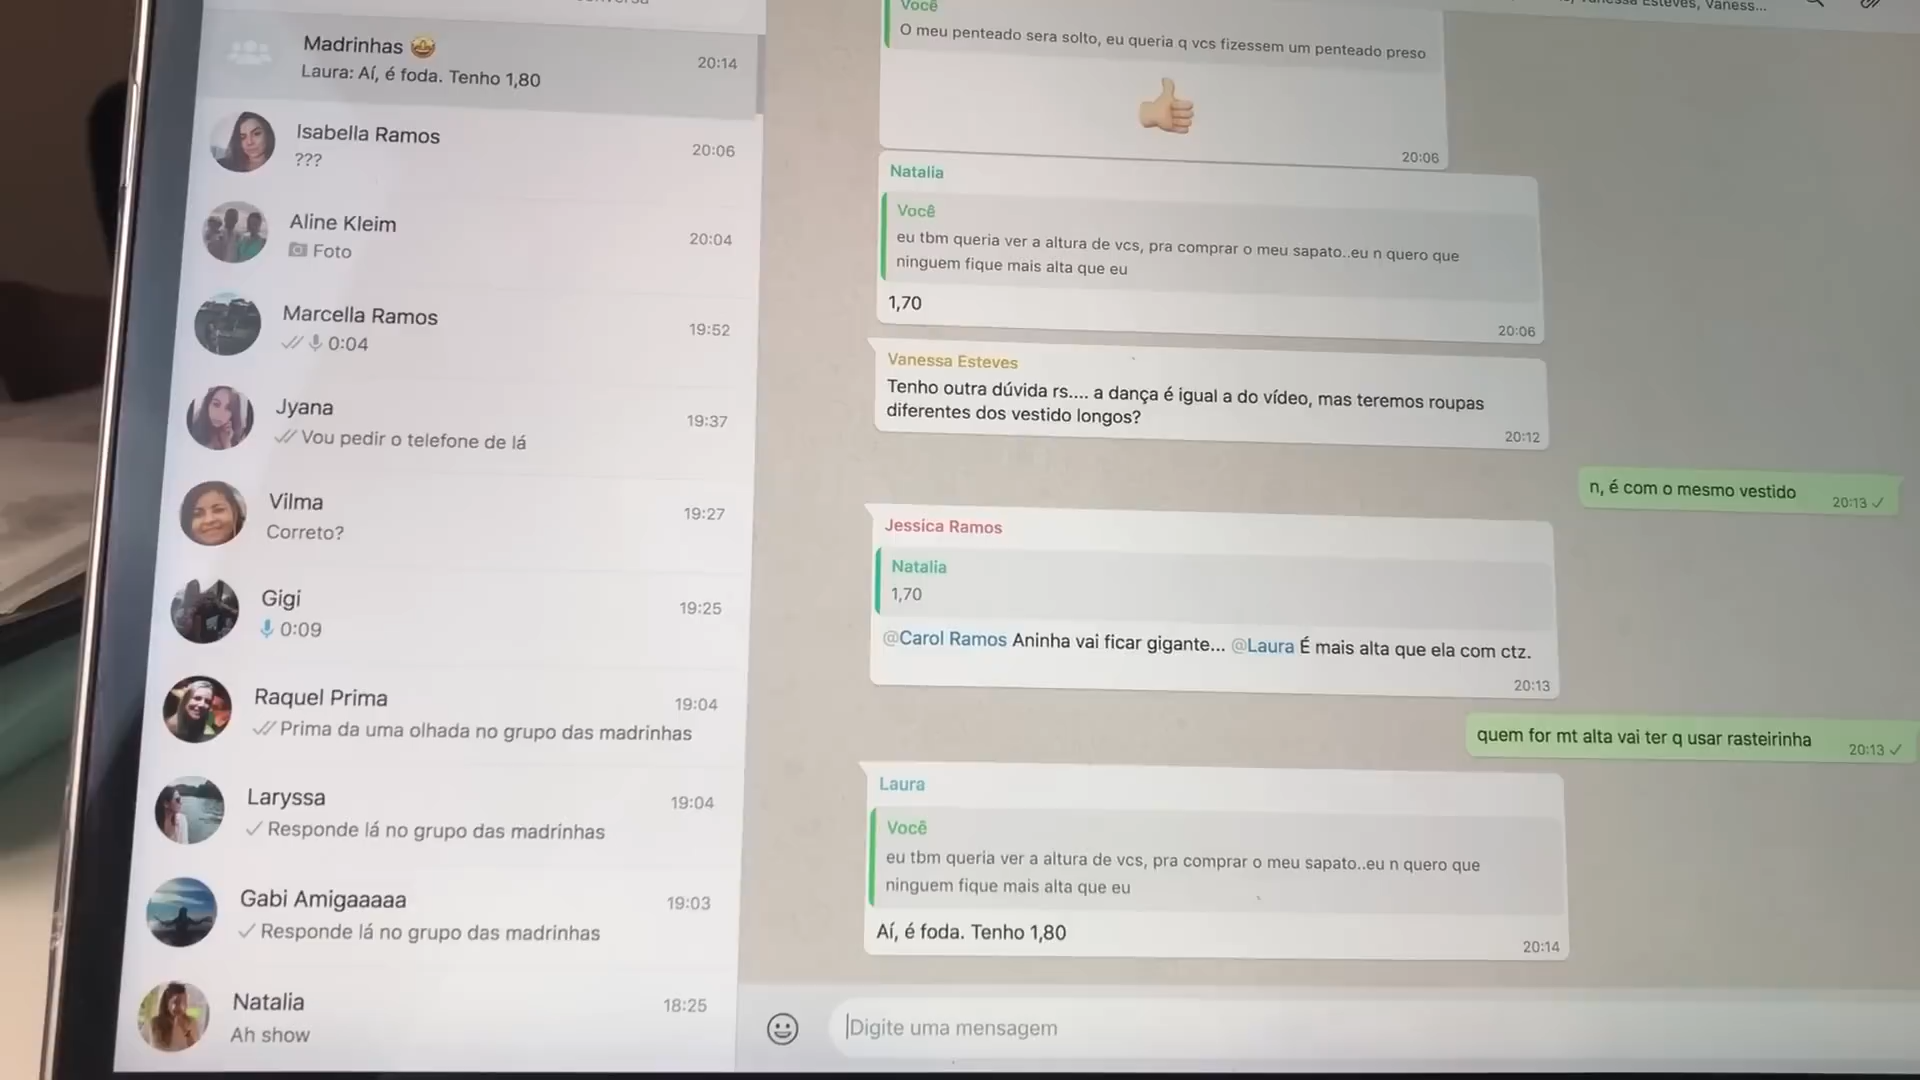 Madrinhas 🤩
20:14
Laura: Aí, é foda. Tenho 1,80
Isabella Ramos
20:06
???
Aline Kleim
20:04
Foto
Marcella Ramos
19:52
0:04
Jyana
19:37
Vou pedir o telefone de lá
Vilma
19:27
Correto?
Gigi
19:25
0:09
Raquel Prima
19:04
Prima da uma olhada no grupo das madrinhas
Laryssa
19:04
Responde lá no grupo das madrinhas
Gabi Amigaaaaa
19:03
Responde lá no grupo das madrinhas
Natalia
18:25
Ah show
Esteves, Vaness...
Você
O meu penteado sera solto, eu queria q vcs fizessem um penteado preso
👍🏼
20:06
Natalia
Você
eu tbm queria ver a altura de vcs, pra comprar o meu sapato..eu n quero que
ninguem fique mais alta que eu
1,70
20:06
Vanessa Esteves
Tenho outra dúvida rs.... a dança é igual a do vídeo, mas teremos roupas
diferentes dos vestido longos?
20:12
n, é com o mesmo vestido
20:13
Jessica Ramos
Natalia
1,70
@Carol Ramos Aninha vai ficar gigante... @Laura É mais alta que ela com ctz.
20:13
quem for mt alta vai ter q usar rasteirinha
20:13
Laura
Você
eu tbm queria ver a altura de vcs, pra comprar o meu sapato..eu n quero que
ninguem fique mais alta que eu
Aí, é foda. Tenho 1,80
20:14
Digite uma mensagem